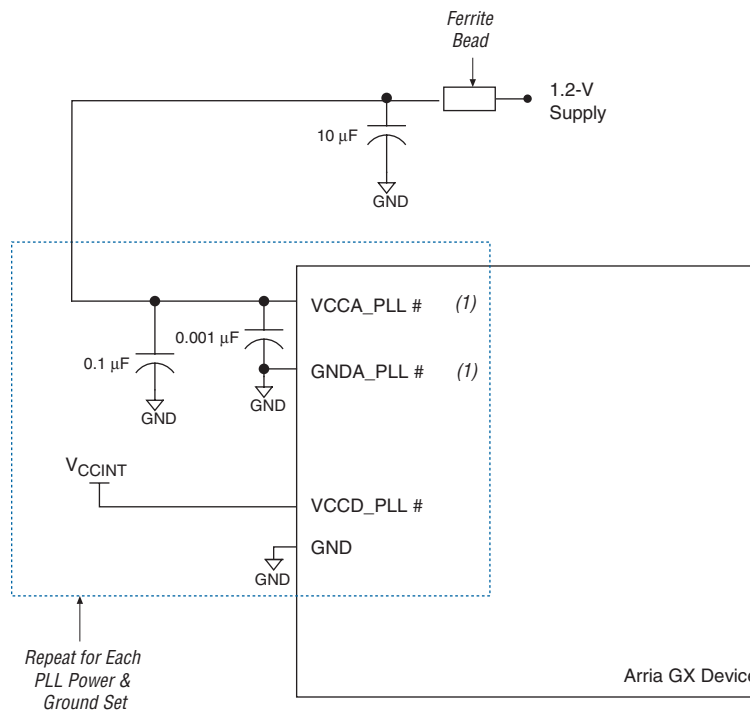 Ferrite
Bead
1.2-V
Supply
10 µF
GND
VCCA_PLL # (1)
0.001 µF
0.1 µF
GNDA_PLL # (1)
GND
GND
VCCINT
VCCD_PLL #
GND
GND
Repeat for Each
PLL Power &
Ground Set
Arria GX Device